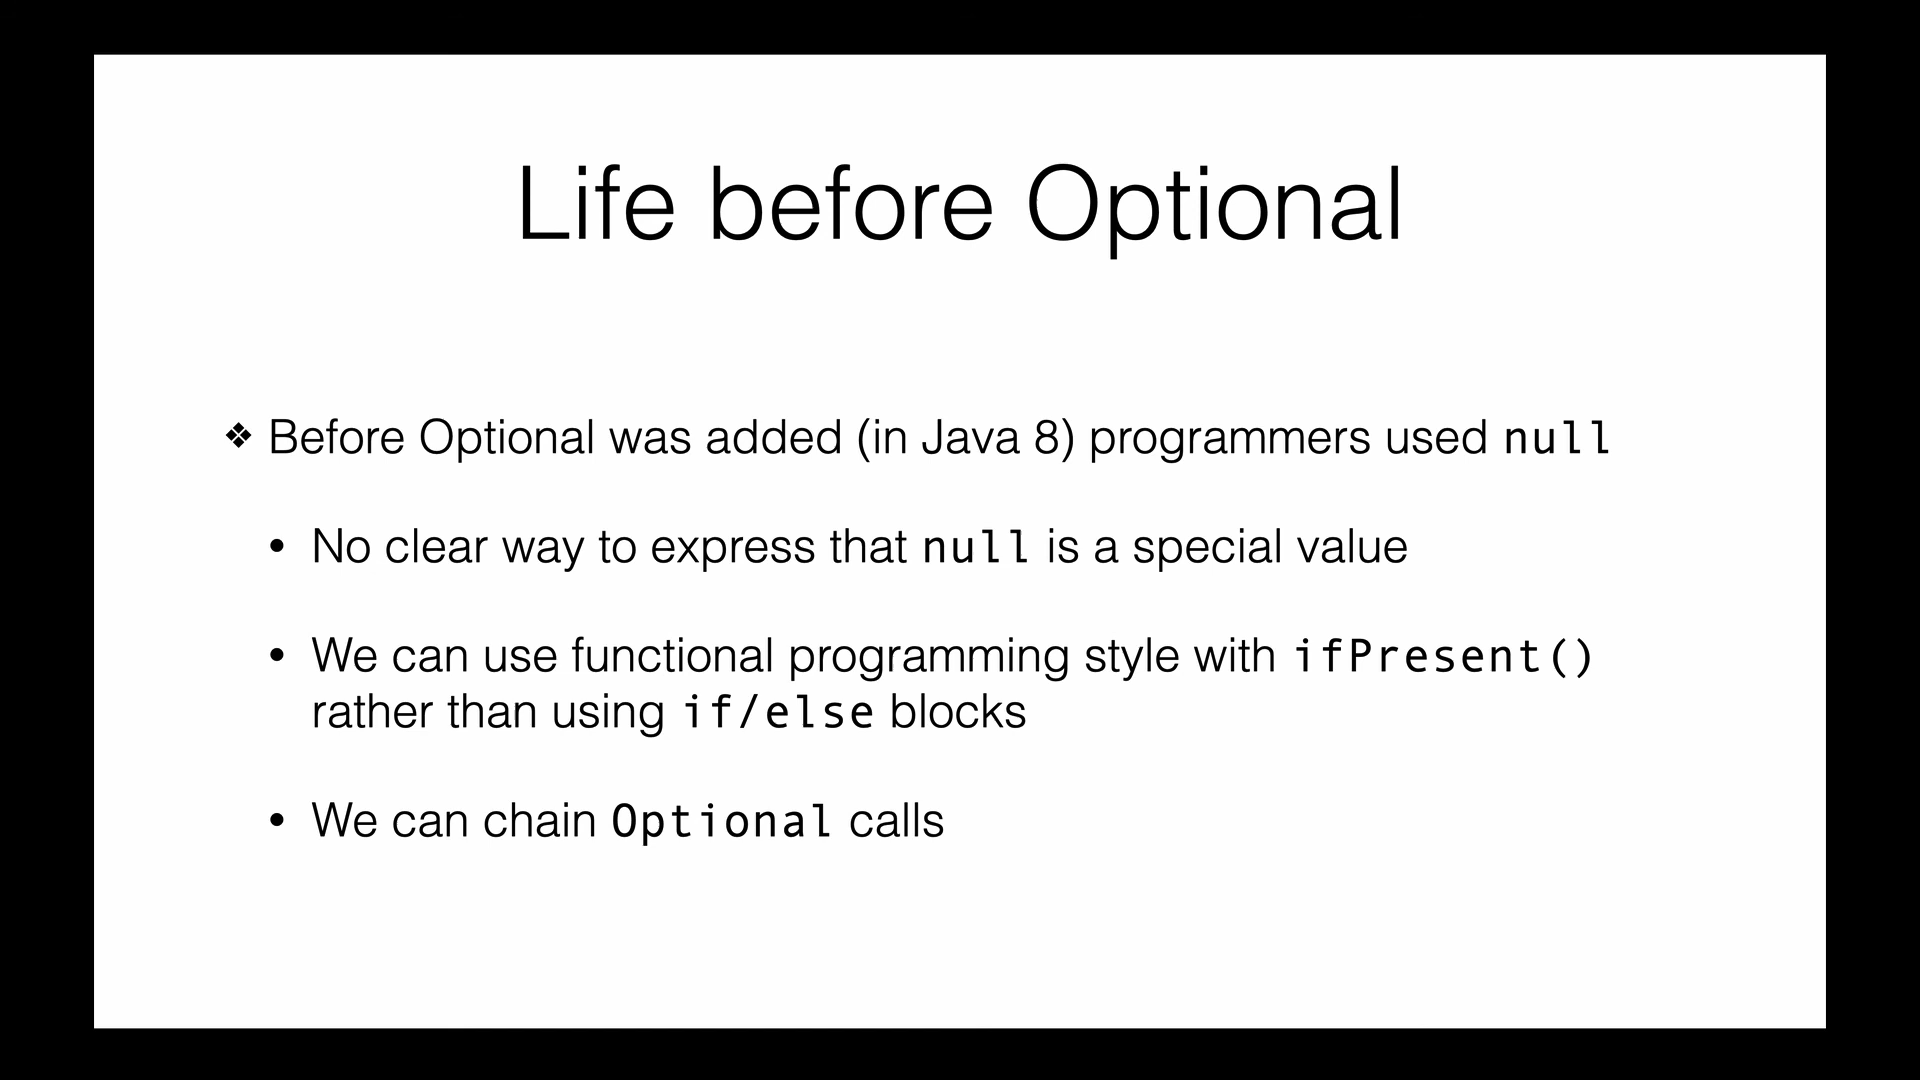 Life before Optional
❖ Before Optional was added (in Java 8) programmers used null
• No clear way to express that null is a special value
• We can use functional programming style with ifPresent()
rather than using if/else blocks
• We can chain Optional calls